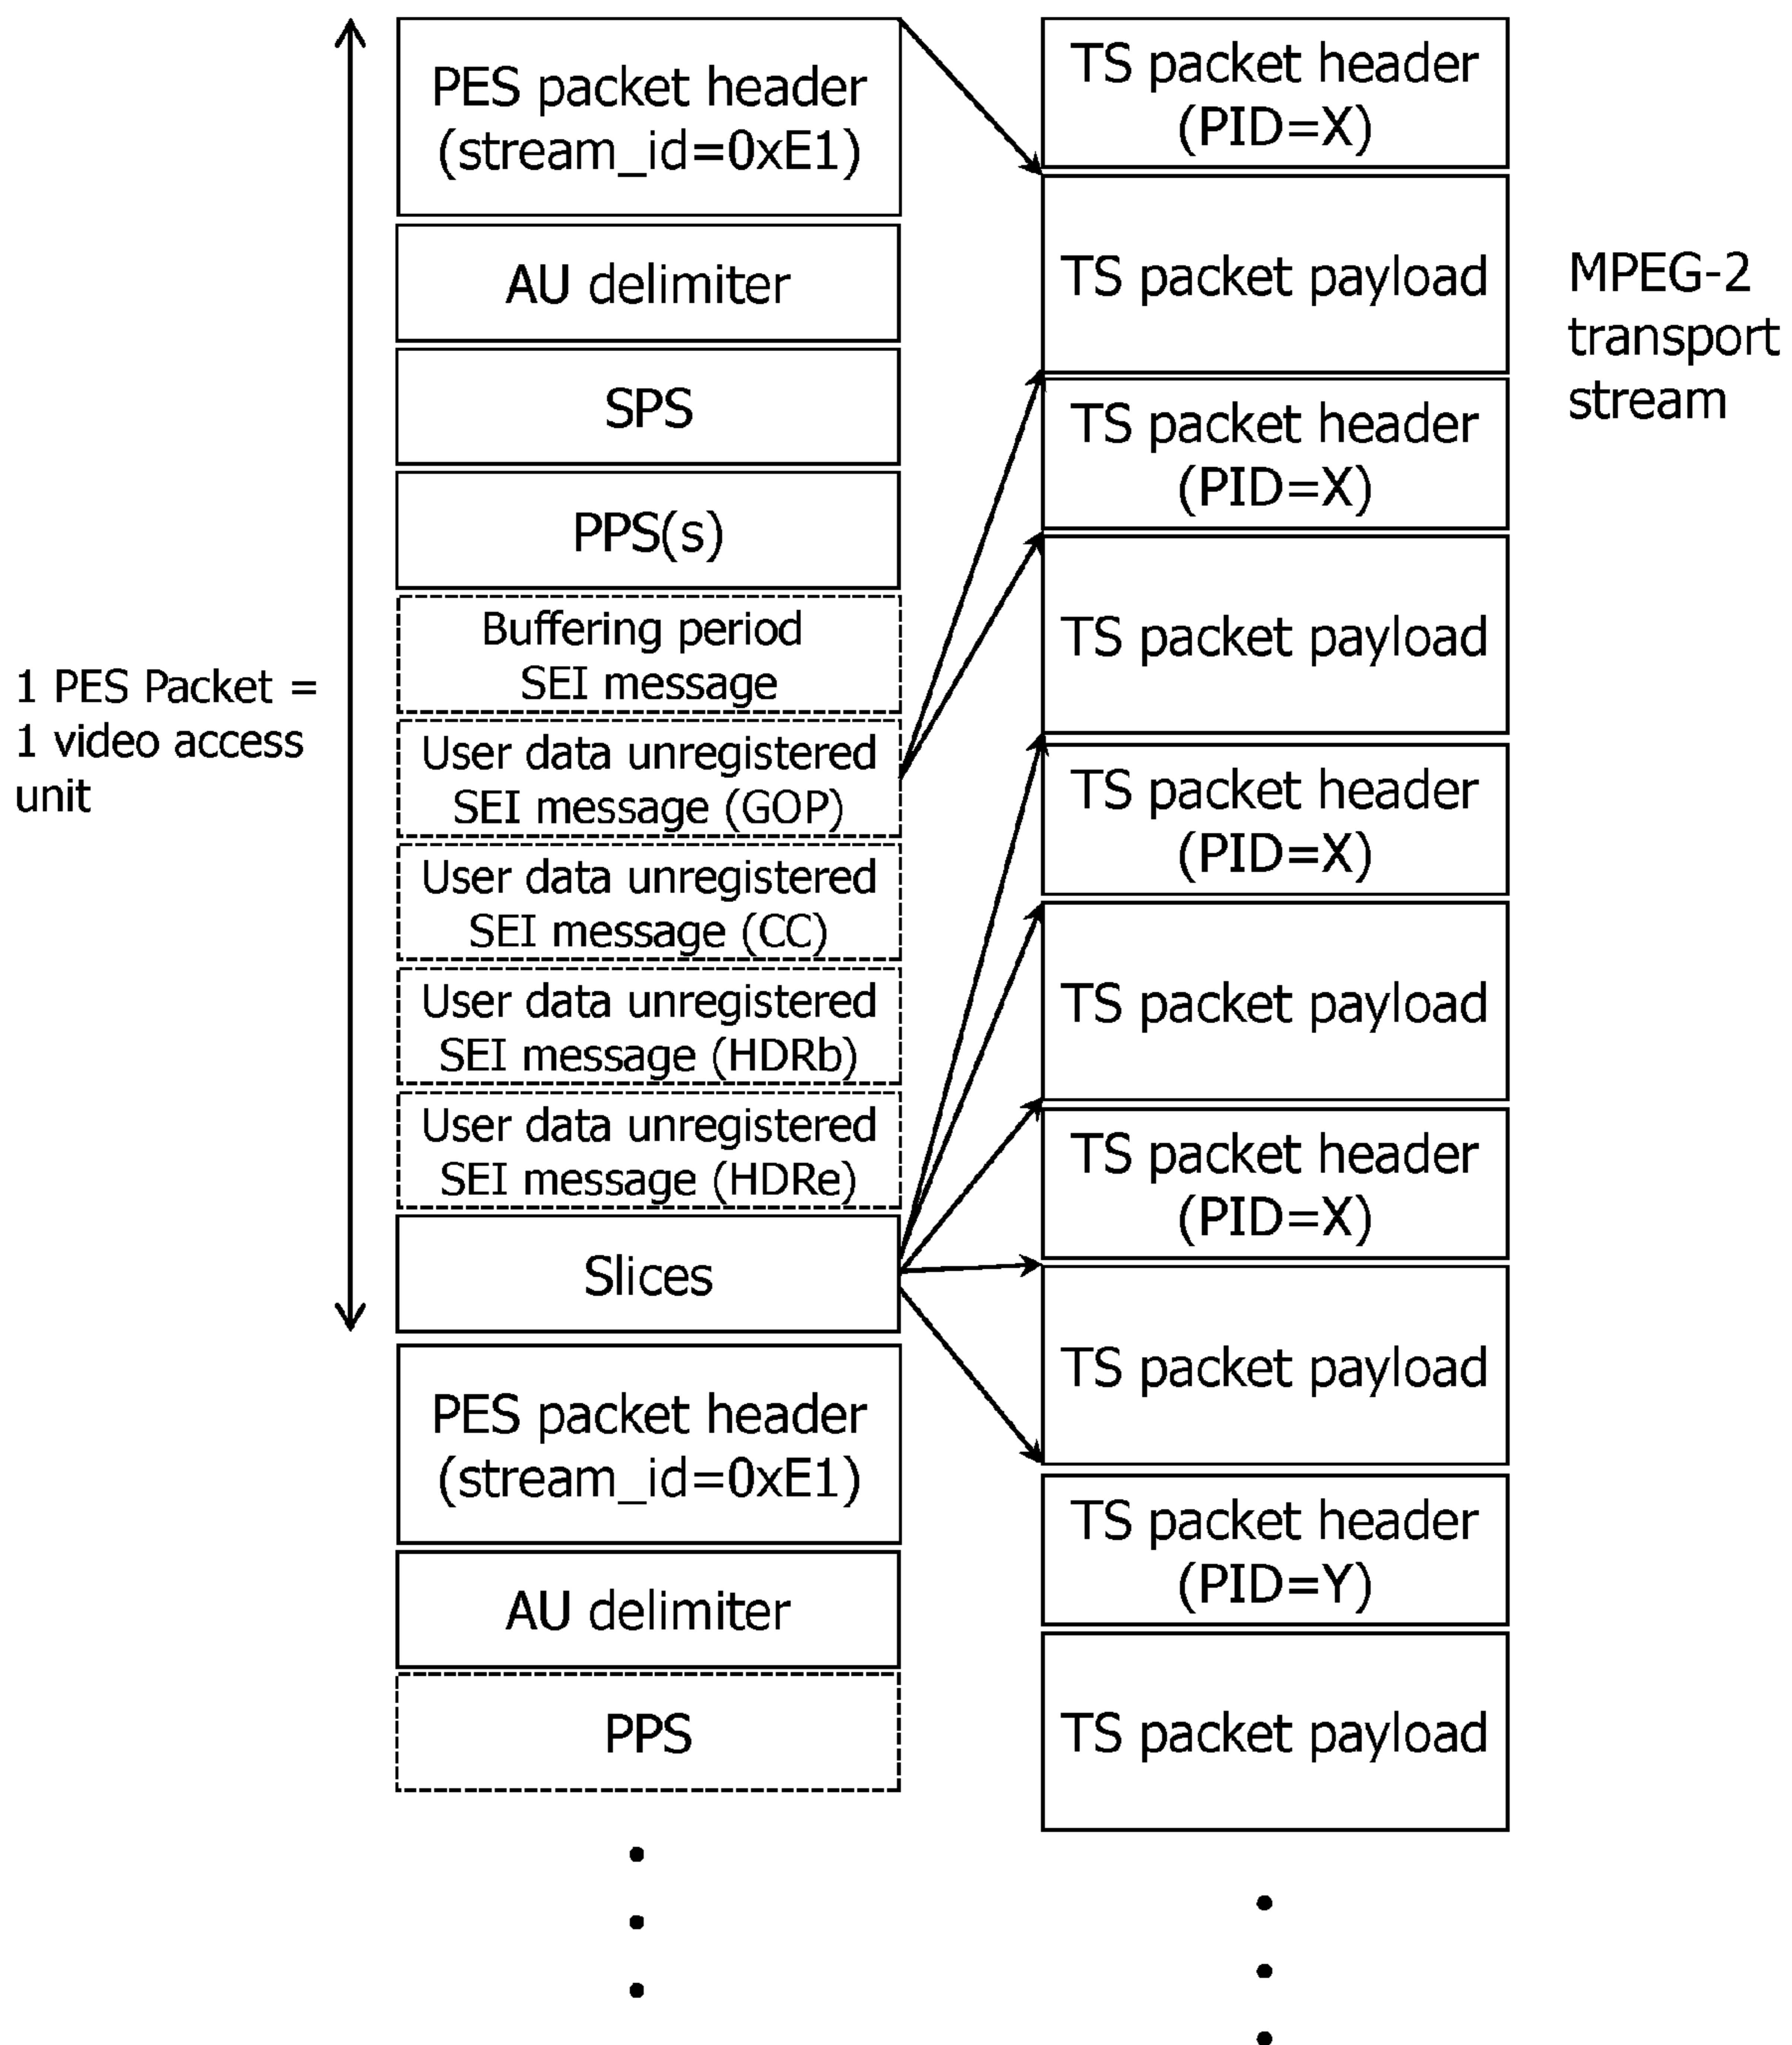 1 PES Packet =
1 video access
unit
PES packet header
(stream_id=0xE1)
AU delimiter
SPS
PPS(s)
Buffering period
SEI message
User data unregistered
SEI message (GOP)
User data unregistered
SEI message (CC)
User data unregistered
SEI message (HDRb)
User data unregistered
SEI message (HDRe)
Slices
PES packet header
(stream_id=0xE1)
AU delimiter
PPS
TS packet header
(PID=X)
TS packet payload
TS packet header
(PID=X)
TS packet payload
TS packet header
(PID=X)
TS packet payload
TS packet header
(PID=X)
TS packet payload
TS packet header
(PID=Y)
TS packet payload
MPEG-2
transport
stream